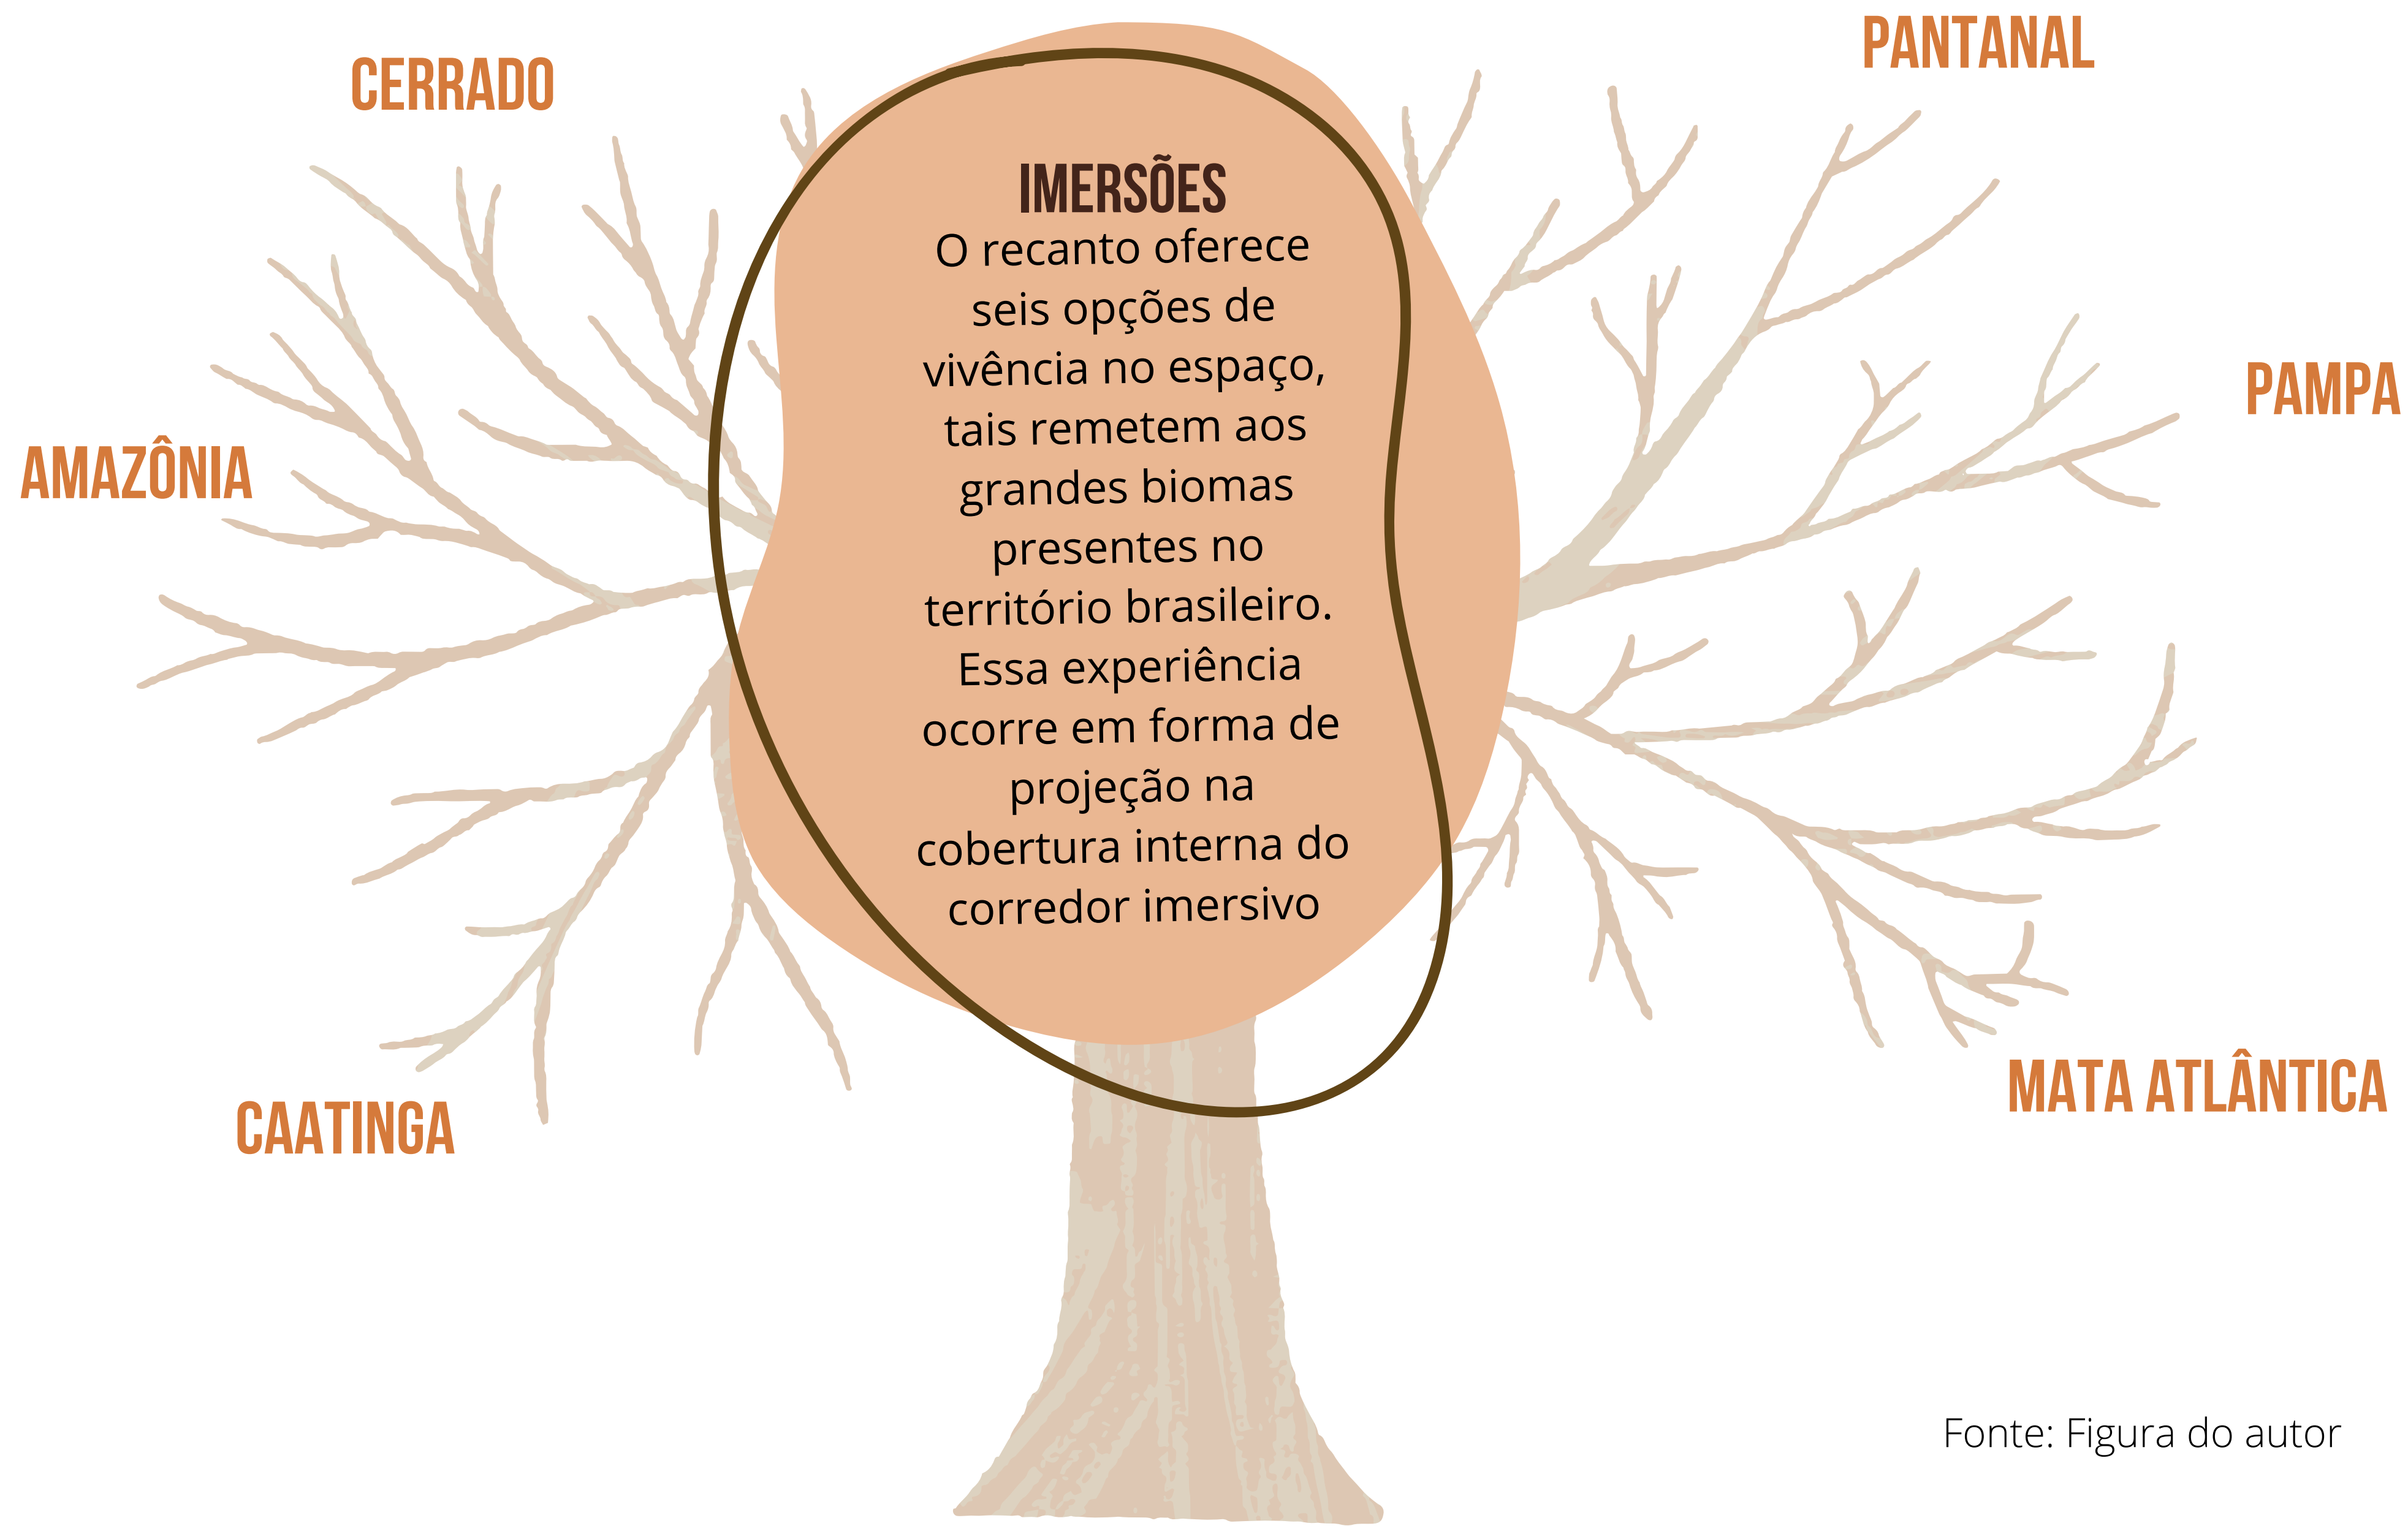 CERRADO
PANTANAL
AMAZÔNIA
PAMPA
IMERSÕES
O recanto oferece
seis opções de
vivência no espaço,
tais remetem aos
grandes biomas
presentes no
território brasileiro.
Essa experiência
ocorre em forma de
projeção na
cobertura interna do
corredor imersivo
CAATINGA
MATA ATLÂNTICA
Fonte: Figura do autor